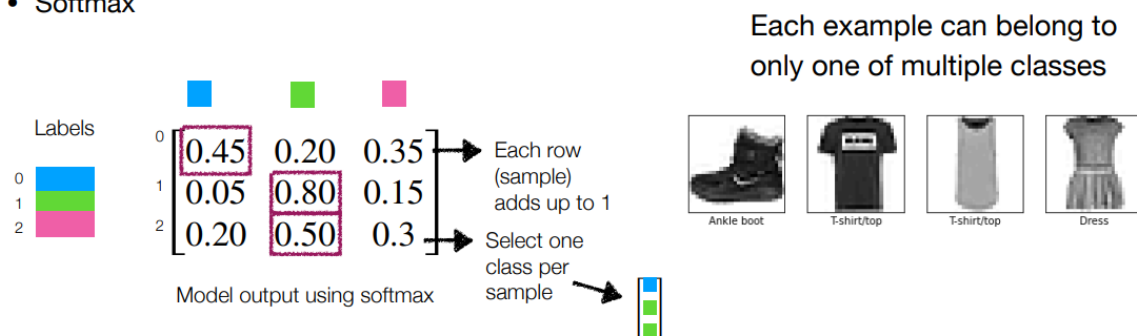 • Softmax
Each example can belong to
only one of multiple classes
Labels
0
1
2
0 0.45 0.20 0.35
1 0.05 0.80 0.15
2 0.20 0.50 0.3
Each row
(sample)
adds up to 1
Select one
class per
sample
Model output using softmax
Ankle boot T-shirt/top T-shirt/top Dress